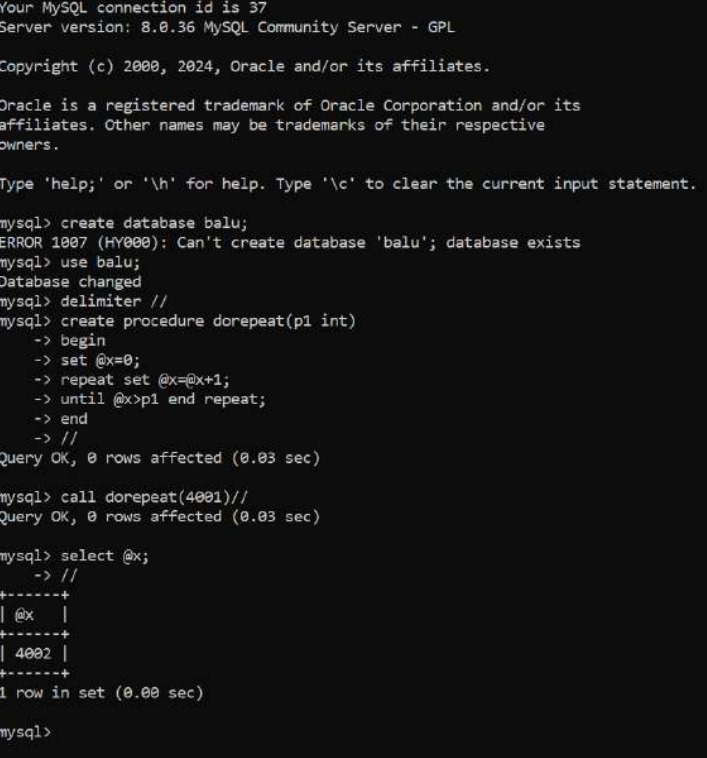 Your MySQL connection id is 37
Server version: 8.0.36 MySQL Community Server - GPL
Copyright (c) 2000, 2024, Oracle and/or its affiliates.
Oracle is a registered trademark of Oracle Corporation and/or its
affiliates. Other names may be trademarks of their respective
owners.
Type 'help;' or '\h' for help. Type '\c' to clear the current input statement.
mysql> create database balu;
ERROR 1007 (HY000): Can't create database 'balu'; database exists
mysql> use balu;
Database changed
mysql> delimiter //
mysql> create procedure dorepeat(p1 int)
    -> begin
    -> set @x=0;
    -> repeat set @x=@x+1;
    -> until @x>p1 end repeat;
    -> end
    -> //
Query OK, 0 rows affected (0.03 sec)
mysql> call dorepeat(4001)//
Query OK, 0 rows affected (0.03 sec)
mysql> select @x;
    -> //
+------+
| @x   |
+------+
| 4002 |
+------+
1 row in set (0.00 sec)
mysql>